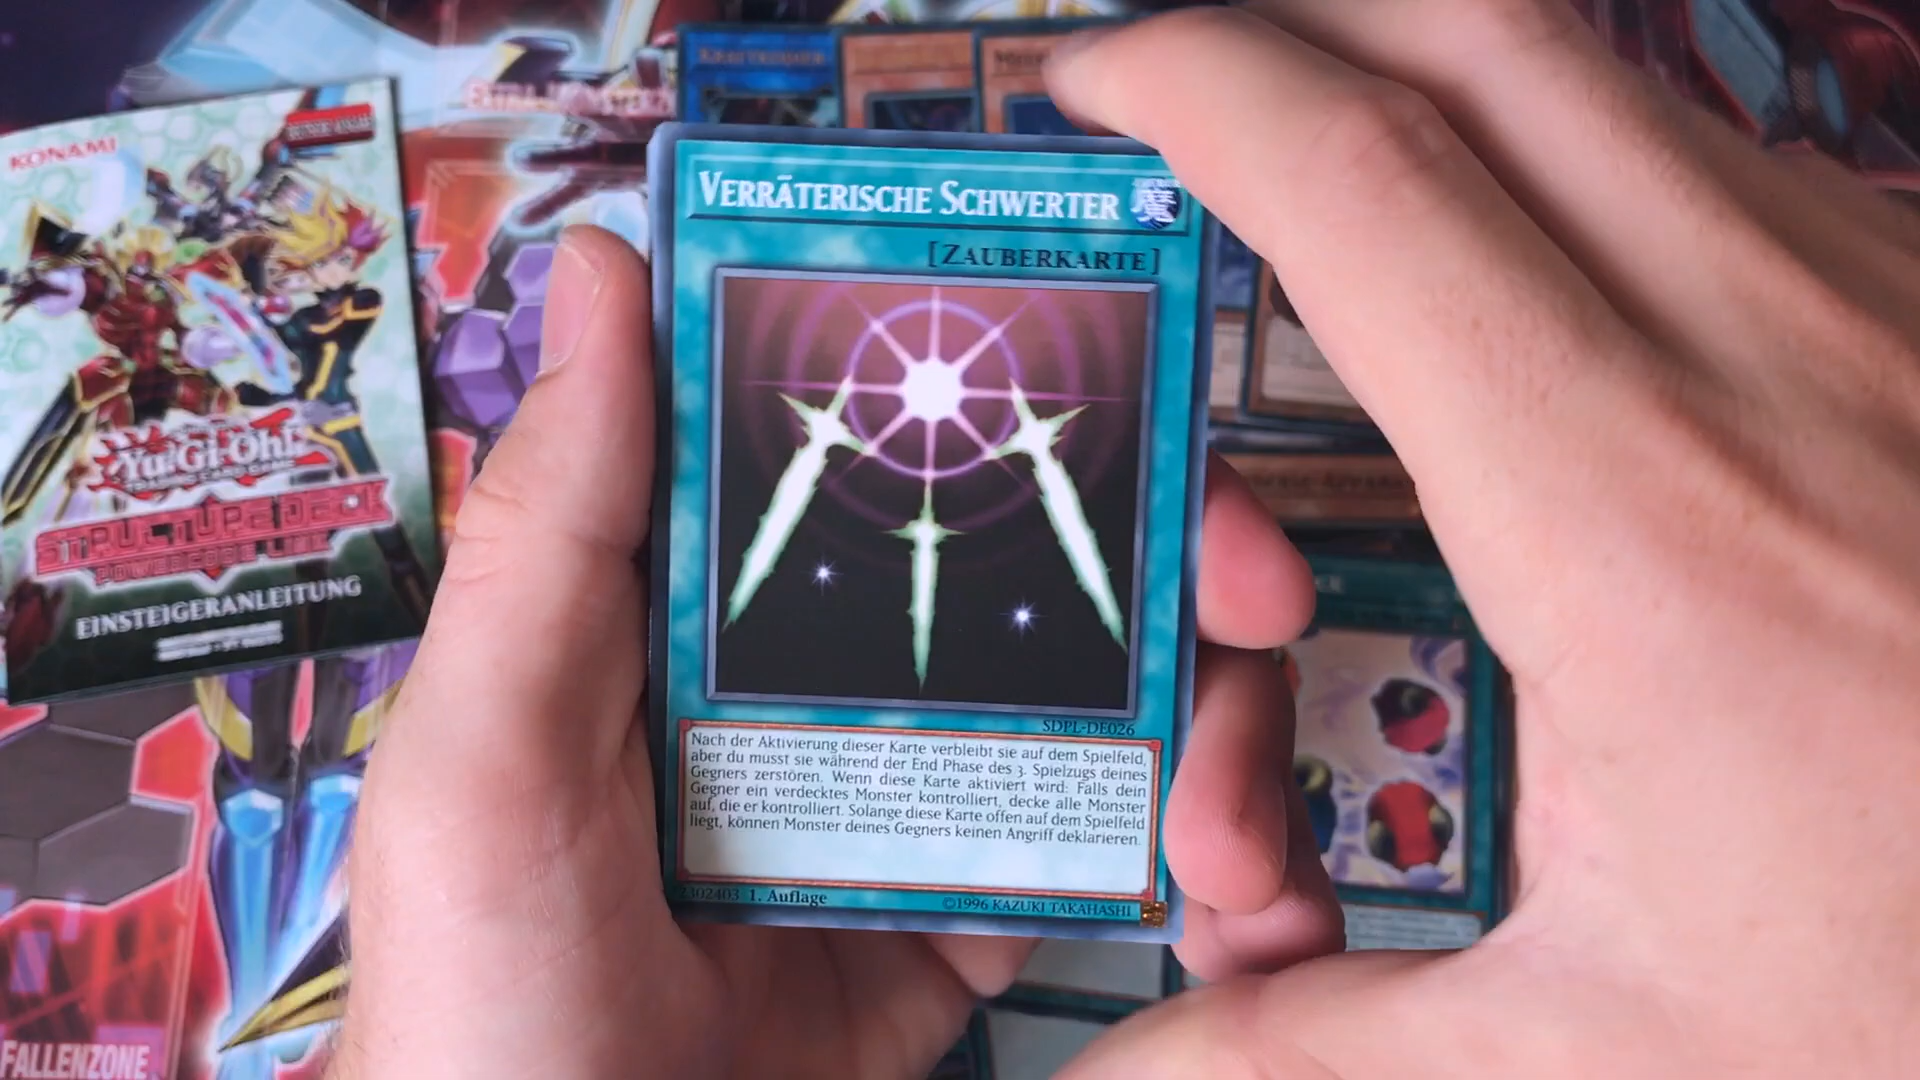 KONAMI
Yu-Gi-Oh!
TRADING CARD GAME
STRUCTURE DECK
POWERCODE LINK
EINSTEIGERANLEITUNG
FALLENZONE
VERRÄTERISCHE SCHWERTER
魔
[ZAUBERKARTE]
SDPL-DE026
Nach der Aktivierung dieser Karte verbleibt sie auf dem Spielfeld,
aber du musst sie während der End Phase des 3. Spielzugs deines
Gegners zerstören. Wenn diese Karte aktiviert wird: Falls dein
Gegner ein verdecktes Monster kontrolliert, decke alle Monster
auf, die er kontrolliert. Solange diese Karte offen auf dem Spielfeld
liegt, können Monster deines Gegners keinen Angriff deklarieren.
72302403 1. Auflage
©1996 KAZUKI TAKAHASHI